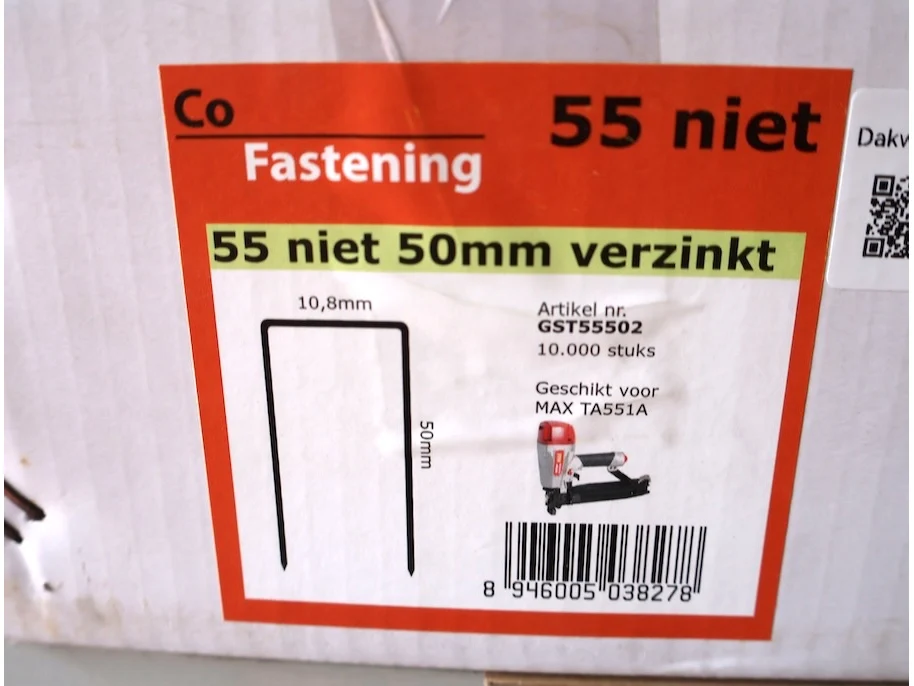 Co
Fastening
55 niet
55 niet 50mm verzinkt
10,8mm
50mm
Artikel nr.
GST55502
10.000 stuks
Geschikt voor
MAX TA551A
8 946005 038278